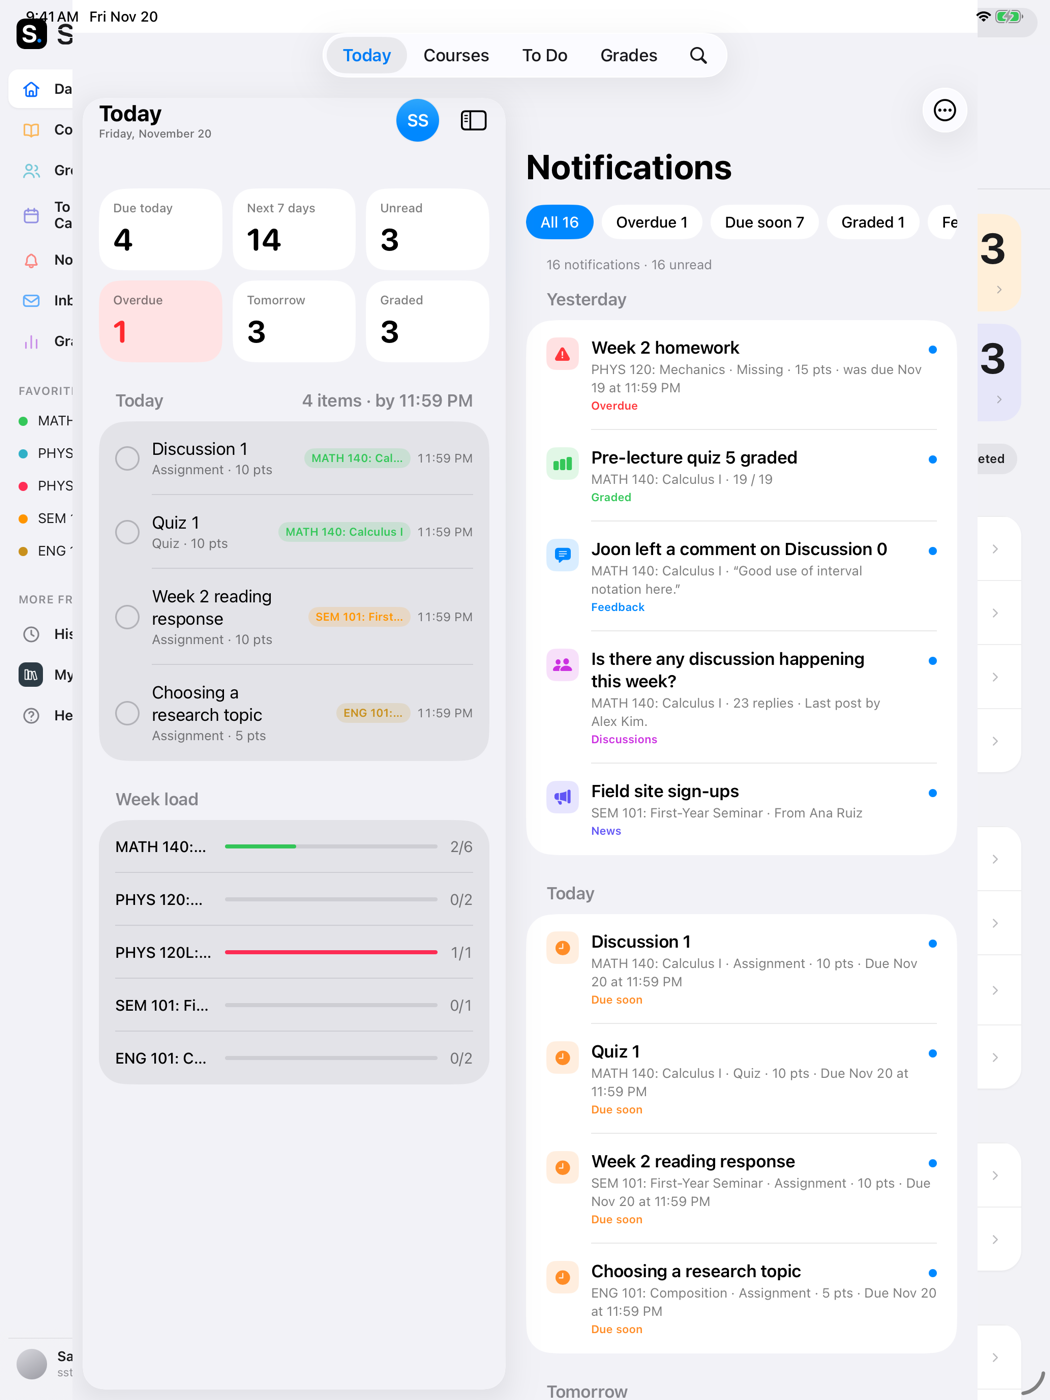 9:41 AM Fri Nov 20
S.
S
Da
Co
Gr
To
Ca
No
Inb
Gra
FAVORIT
MATH
PHYS
PHYS
SEM
ENG
MORE FR
His
My
He
Sa
sst
Today
Courses
To Do
Grades
Today
Friday, November 20
SS
Due today
4
Next 7 days
14
Unread
3
Overdue
1
Tomorrow
3
Graded
3
Today
4 items · by 11:59 PM
Discussion 1
Assignment · 10 pts
MATH 140: Cal...
11:59 PM
Quiz 1
Quiz · 10 pts
MATH 140: Calculus I
11:59 PM
Week 2 reading
response
Assignment · 10 pts
SEM 101: First...
11:59 PM
Choosing a
research topic
Assignment · 5 pts
ENG 101:...
11:59 PM
Week load
MATH 140:... 2/6
PHYS 120:... 0/2
PHYS 120L:... 1/1
SEM 101: Fi... 0/1
ENG 101: C... 0/2
Notifications
All 16
Overdue 1
Due soon 7
Graded 1
Fe
16 notifications · 16 unread
Yesterday
Week 2 homework
PHYS 120: Mechanics · Missing · 15 pts · was due Nov
19 at 11:59 PM
Overdue
Pre-lecture quiz 5 graded
MATH 140: Calculus I · 19 / 19
Graded
Joon left a comment on Discussion 0
MATH 140: Calculus I · “Good use of interval
notation here.”
Feedback
Is there any discussion happening
this week?
MATH 140: Calculus I · 23 replies · Last post by
Alex Kim.
Discussions
Field site sign-ups
SEM 101: First-Year Seminar · From Ana Ruiz
News
Today
Discussion 1
MATH 140: Calculus I · Assignment · 10 pts · Due Nov
20 at 11:59 PM
Due soon
Quiz 1
MATH 140: Calculus I · Quiz · 10 pts · Due Nov 20 at
11:59 PM
Due soon
Week 2 reading response
SEM 101: First-Year Seminar · Assignment · 10 pts · Due
Nov 20 at 11:59 PM
Due soon
Choosing a research topic
ENG 101: Composition · Assignment · 5 pts · Due Nov 20
at 11:59 PM
Due soon
Tomorrow
3
3
eted